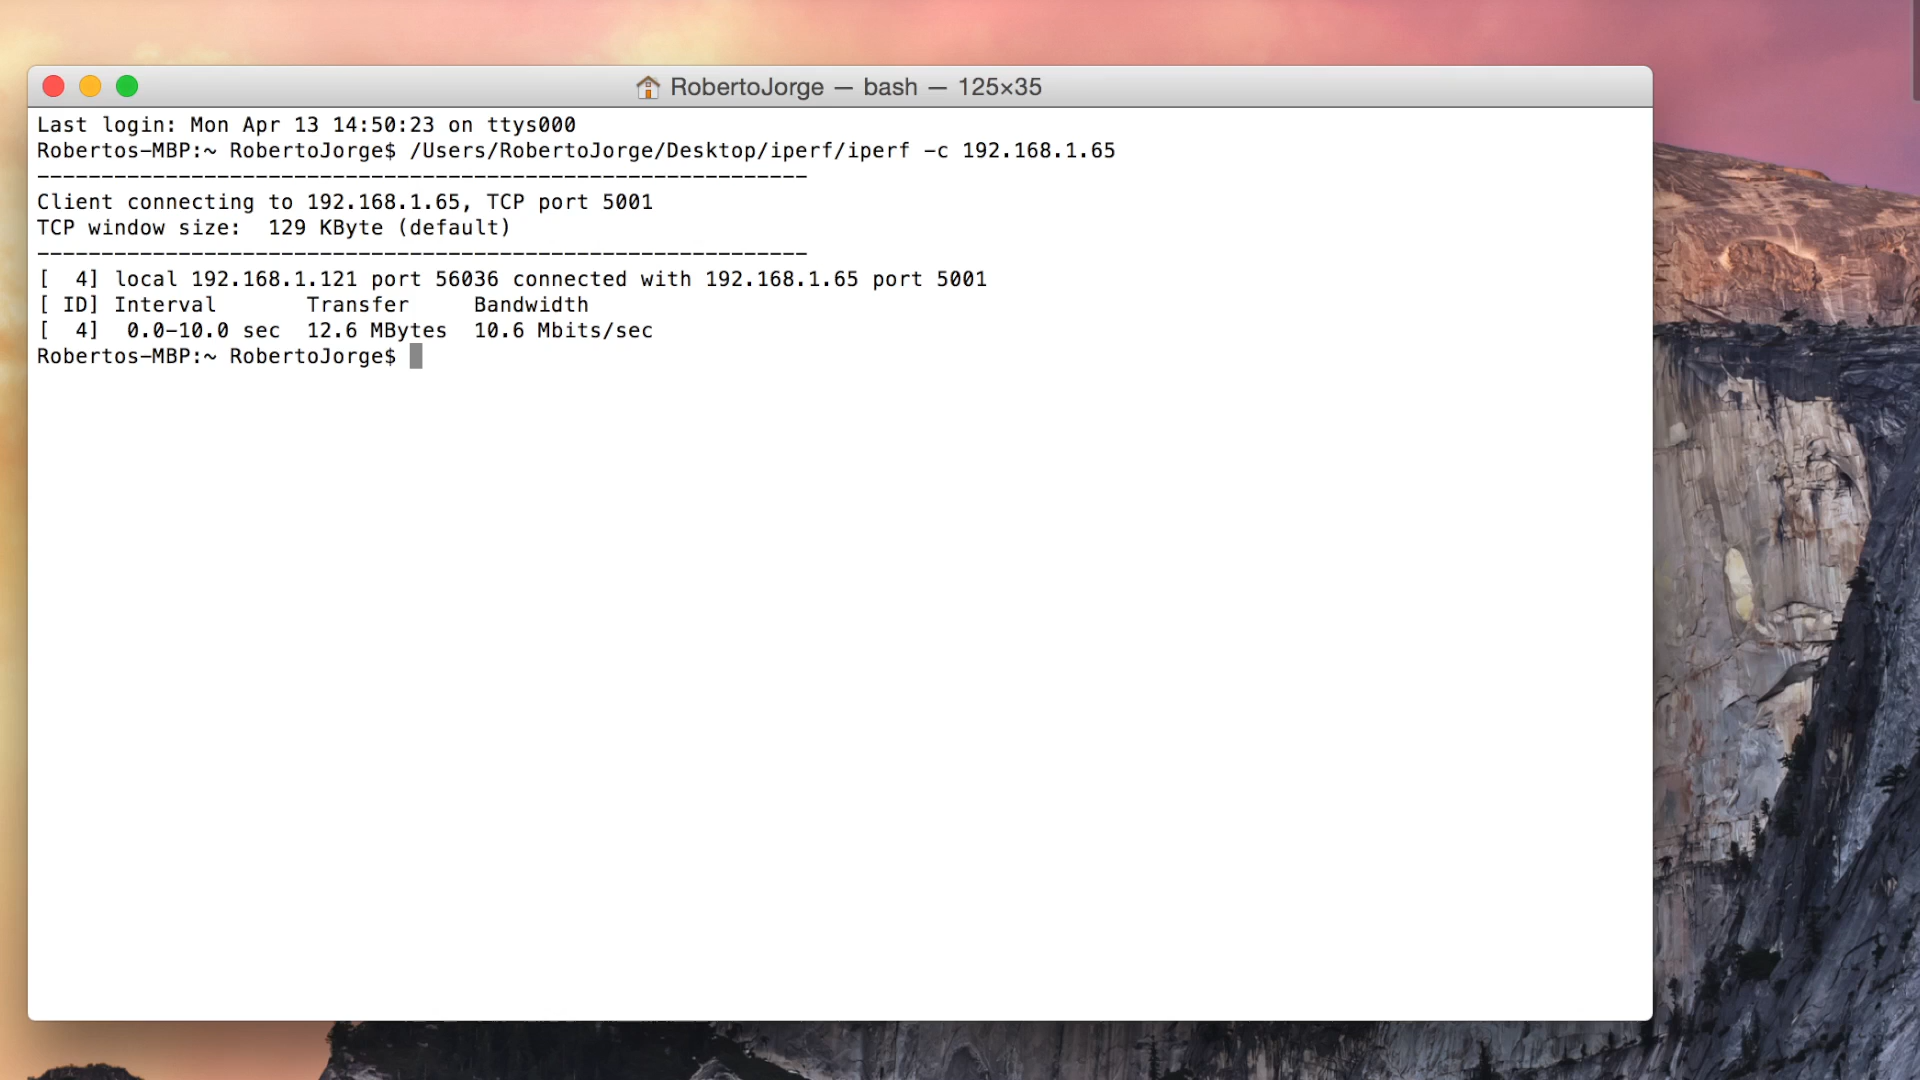 RobertoJorge — bash — 125×35
Last login: Mon Apr 13 14:50:23 on ttys000
Robertos-MBP:~ RobertoJorge$ /Users/RobertoJorge/Desktop/iperf/iperf -c 192.168.1.65
------------------------------------------------------------
Client connecting to 192.168.1.65, TCP port 5001
TCP window size:  129 KByte (default)
------------------------------------------------------------
[  4] local 192.168.1.121 port 56036 connected with 192.168.1.65 port 5001
[ ID] Interval       Transfer     Bandwidth
[  4]  0.0-10.0 sec  12.6 MBytes  10.6 Mbits/sec
Robertos-MBP:~ RobertoJorge$